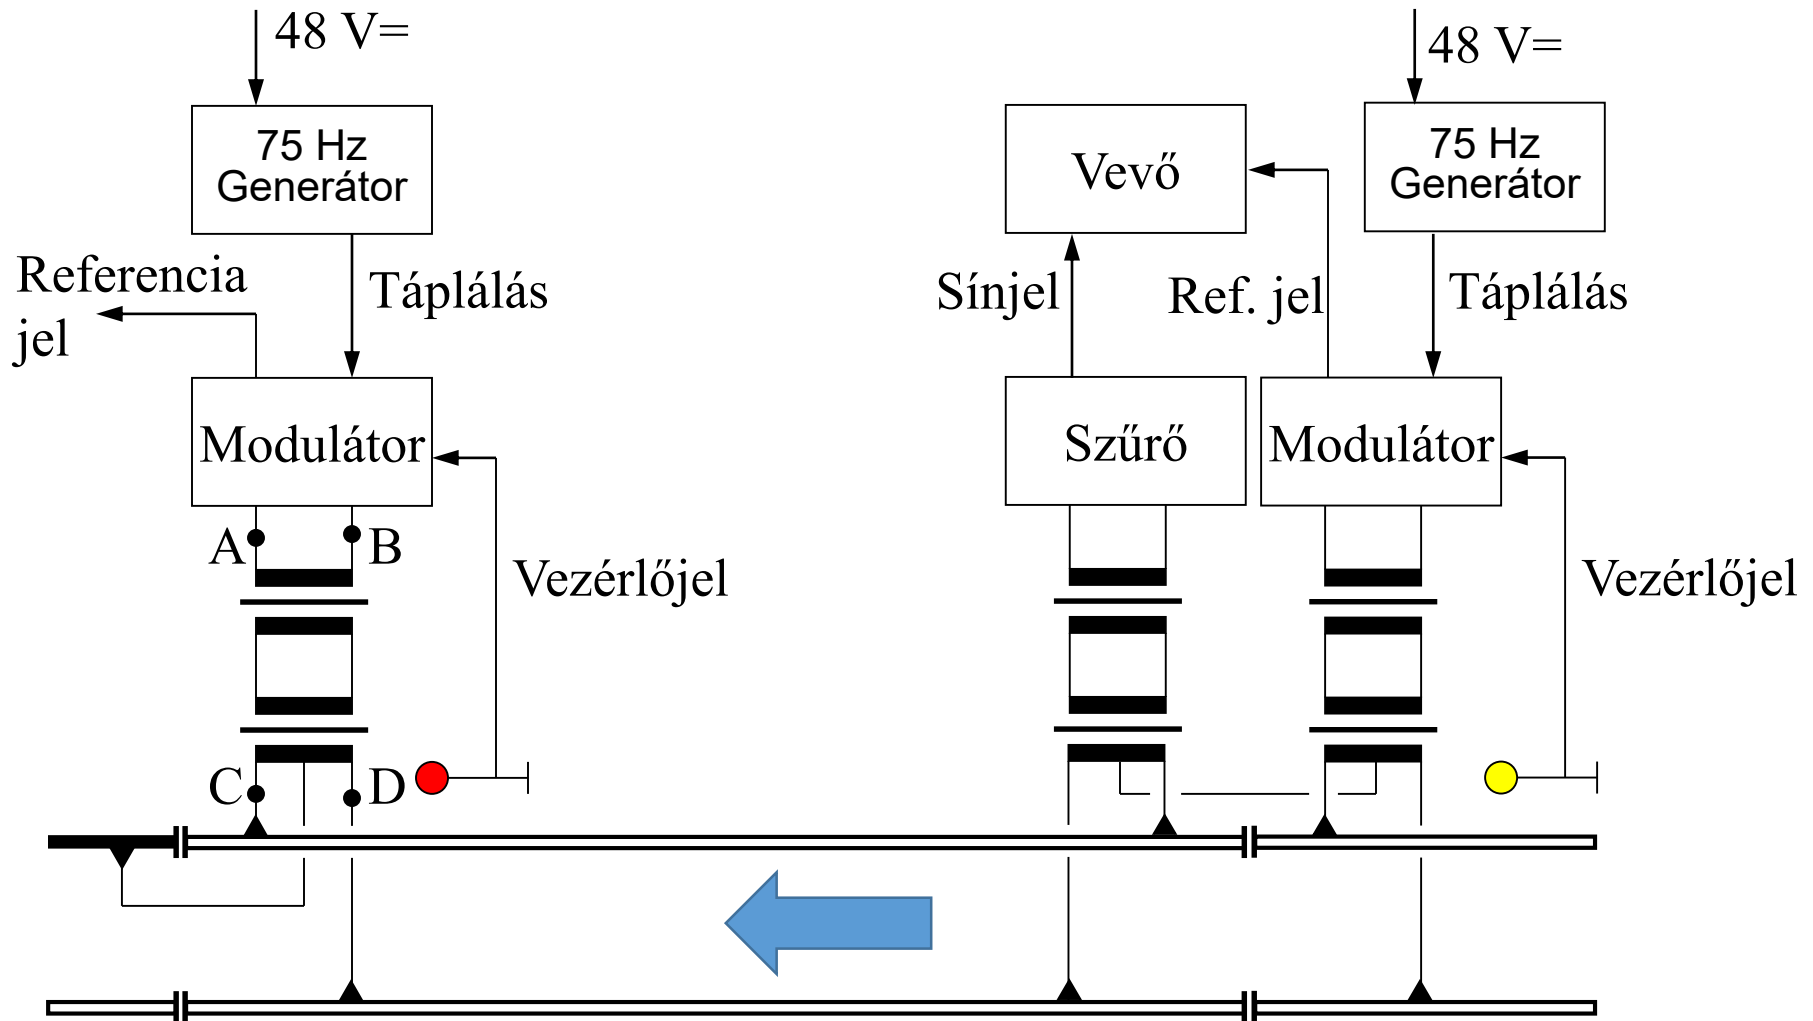 48 V=
75 Hz
Generátor
Referencia
jel
Táplálás
Modulátor
A
B
Vezérlőjel
C
D
48 V=
Vevő
75 Hz
Generátor
Sínjel
Ref. jel
Táplálás
Szűrő
Modulátor
Vezérlőjel